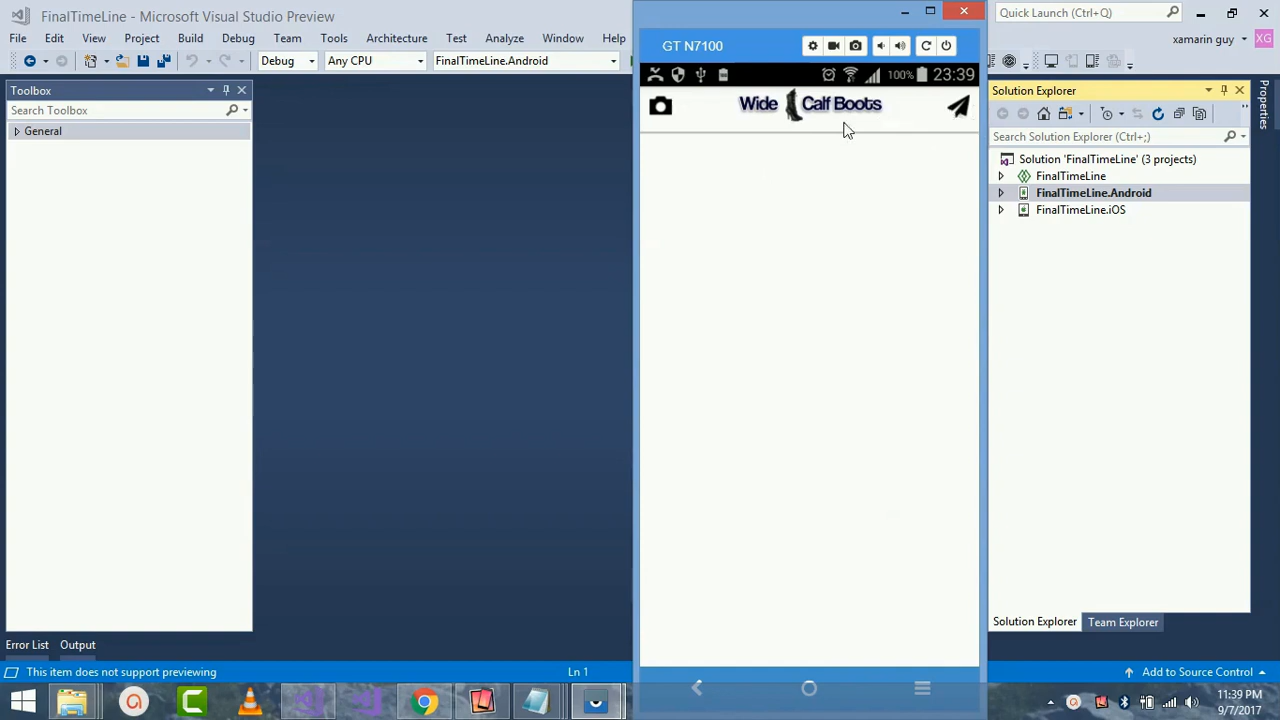 FinalTimeLine - Microsoft Visual Studio Preview
Quick Launch (Ctrl+Q)
File Edit View Project Build Debug Team Tools Architecture Test Analyze Window Help
xamarin guy XG
GT N7100
Debug Any CPU FinalTimeLine.Android
100% 23:39
Toolbox
Search Toolbox
General
Wide Calf Boots
Solution Explorer
Search Solution Explorer (Ctrl+;)
Solution 'FinalTimeLine' (3 projects)
FinalTimeLine
FinalTimeLine.Android
FinalTimeLine.iOS
Properties
Solution Explorer Team Explorer
Error List Output
This item does not support previewing Ln 1 Add to Source Control
11:39 PM
9/7/2017